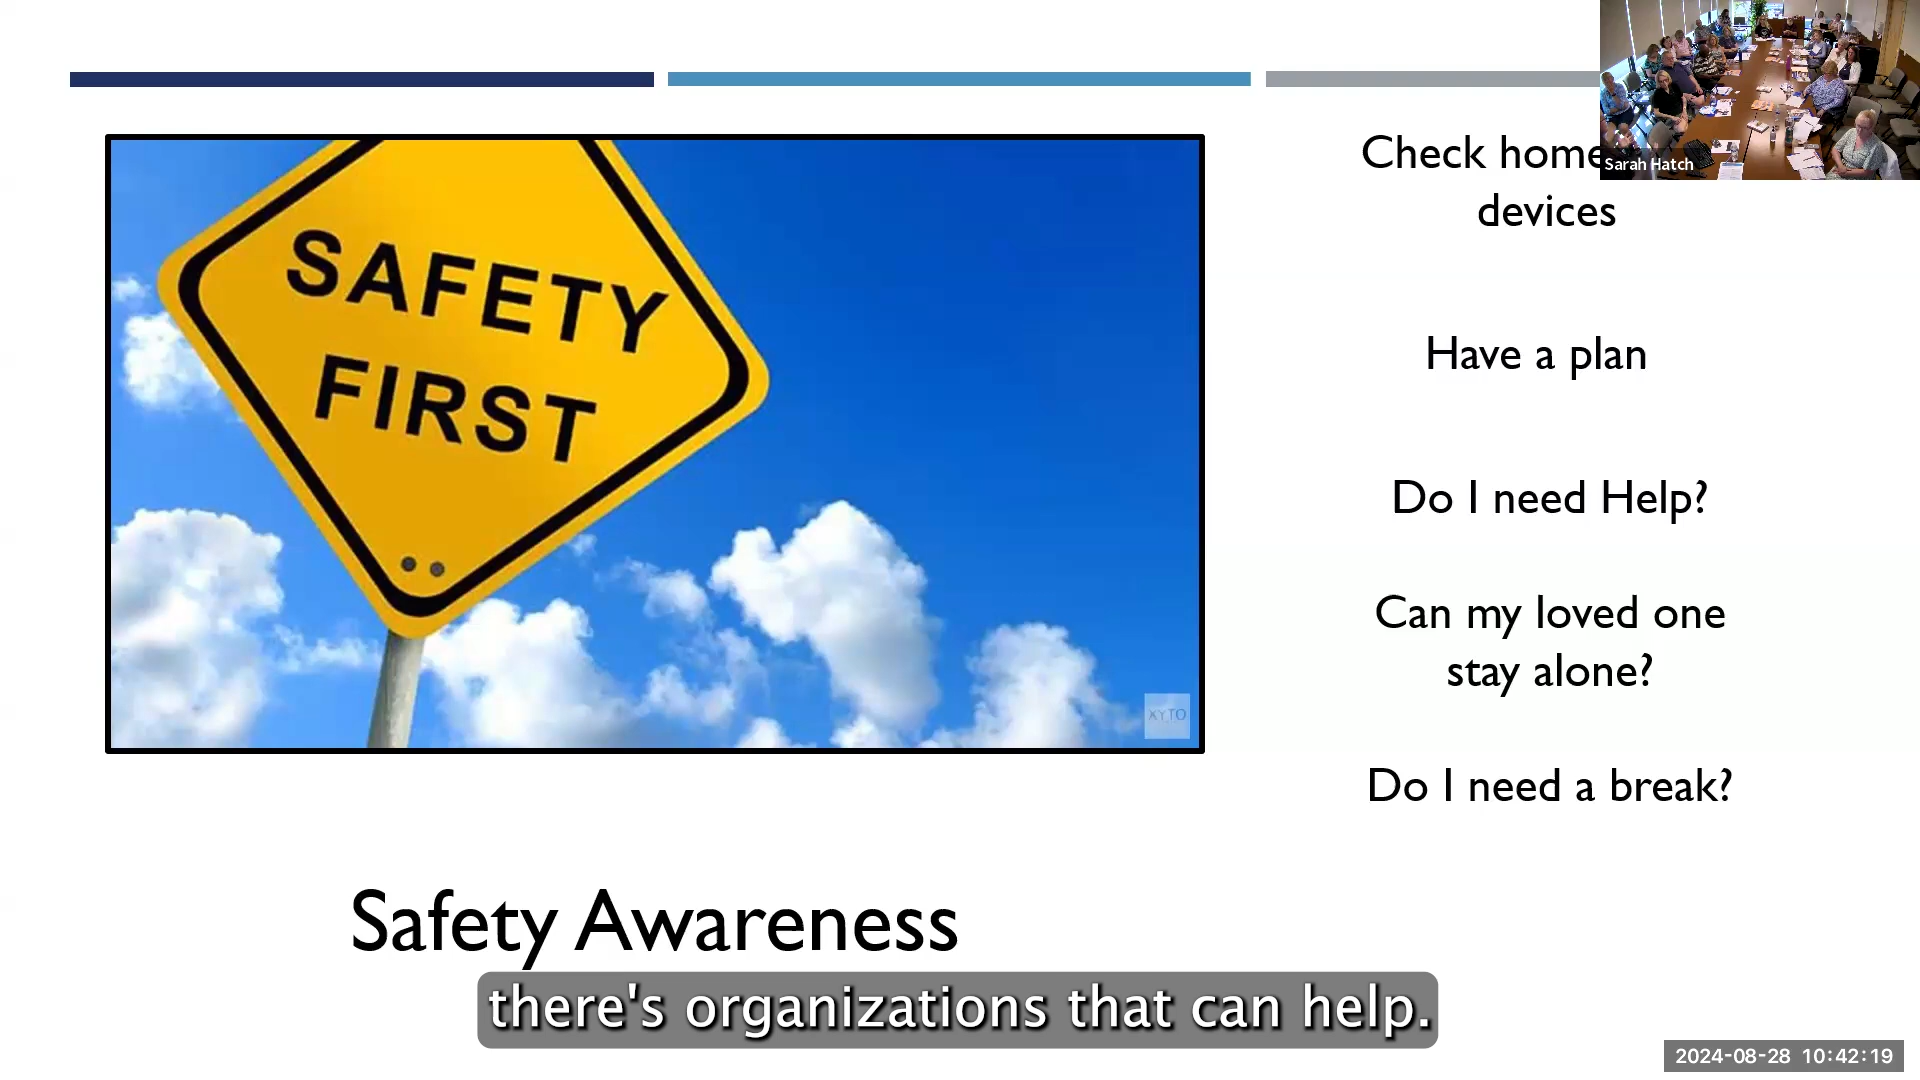 Sarah Hatch
SAFETY
FIRST
XYTO
Check home
devices
Have a plan
Do I need Help?
Can my loved one
stay alone?
Do I need a break?
Safety Awareness
there's organizations that can help.
2024-08-28 10:42:19